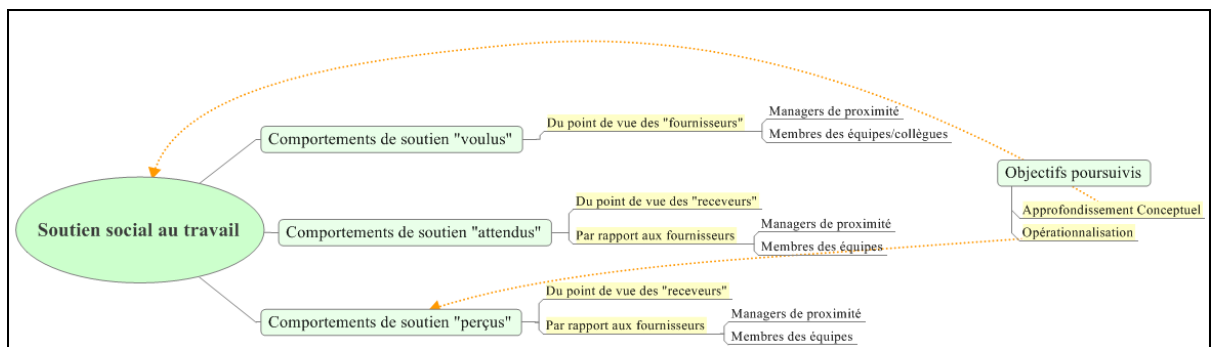 Soutien social au travail
Comportements de soutien "voulus"
Du point de vue des "fournisseurs"
Managers de proximité
Membres des équipes/collègues
Comportements de soutien "attendus"
Du point de vue des "receveurs"
Par rapport aux fournisseurs
Managers de proximité
Membres des équipes
Comportements de soutien "perçus"
Du point de vue des "receveurs"
Par rapport aux fournisseurs
Managers de proximité
Membres des équipes
Objectifs poursuivis
Approfondissement Conceptuel
Opérationnalisation